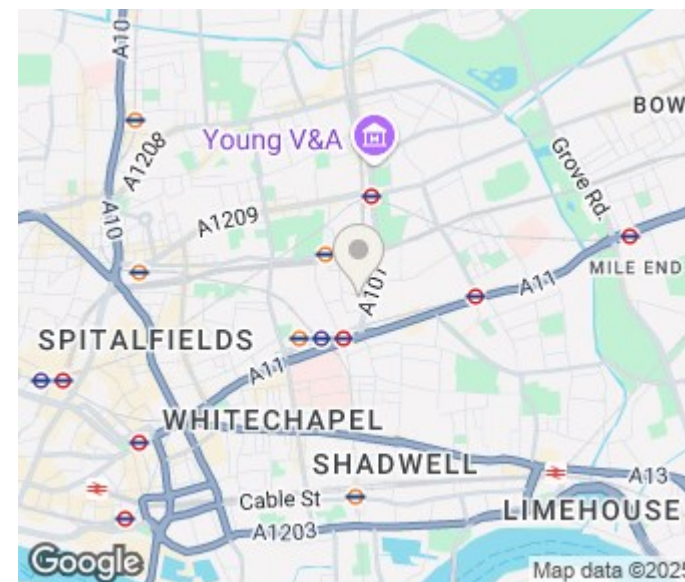 A10
BOW
Young V&A
A1208
Grove Rd.
A10
A1209
MILE END
A107
A11
SPITALFIELDS
A11
WHITECHAPEL
SHADWELL
A13
Cable St
LIMEHOUSE
A1203
Google
Map data ©2025